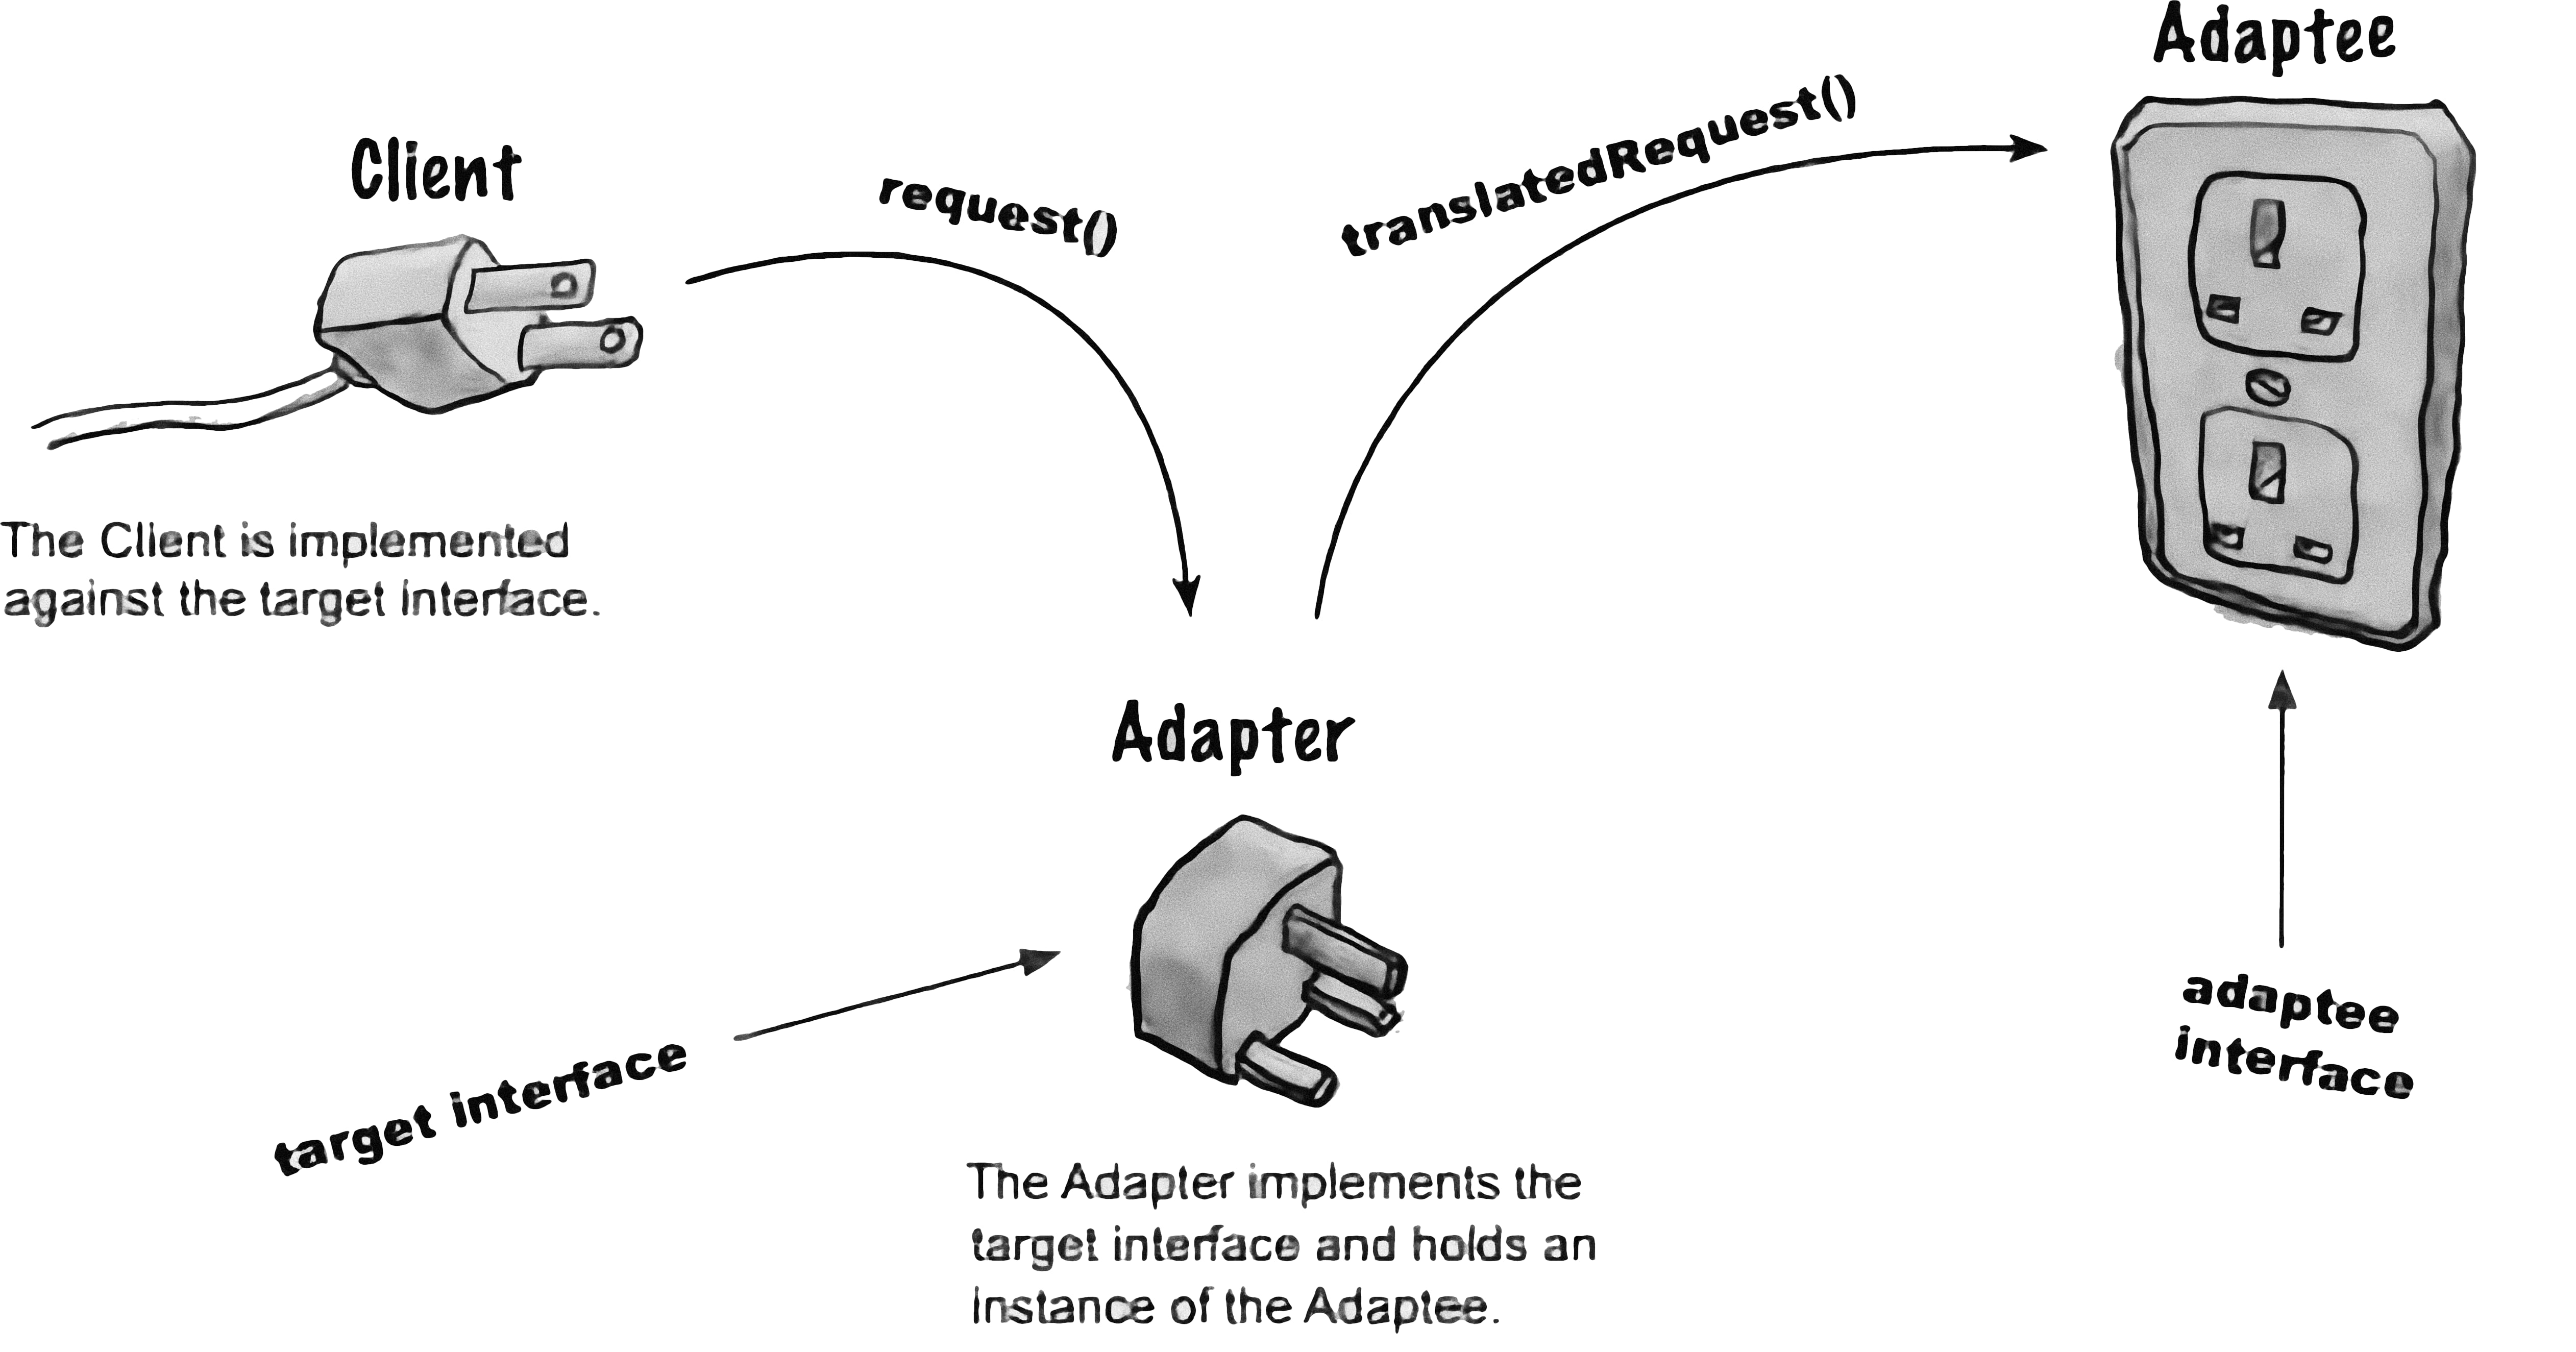 Adaptee
Client
request()
translatedRequest()
The Client is implemented
against the target interface.
Adapter
target interface
adaptee
interface
The Adapter implements the
target interface and holds an
instance of the Adaptee.